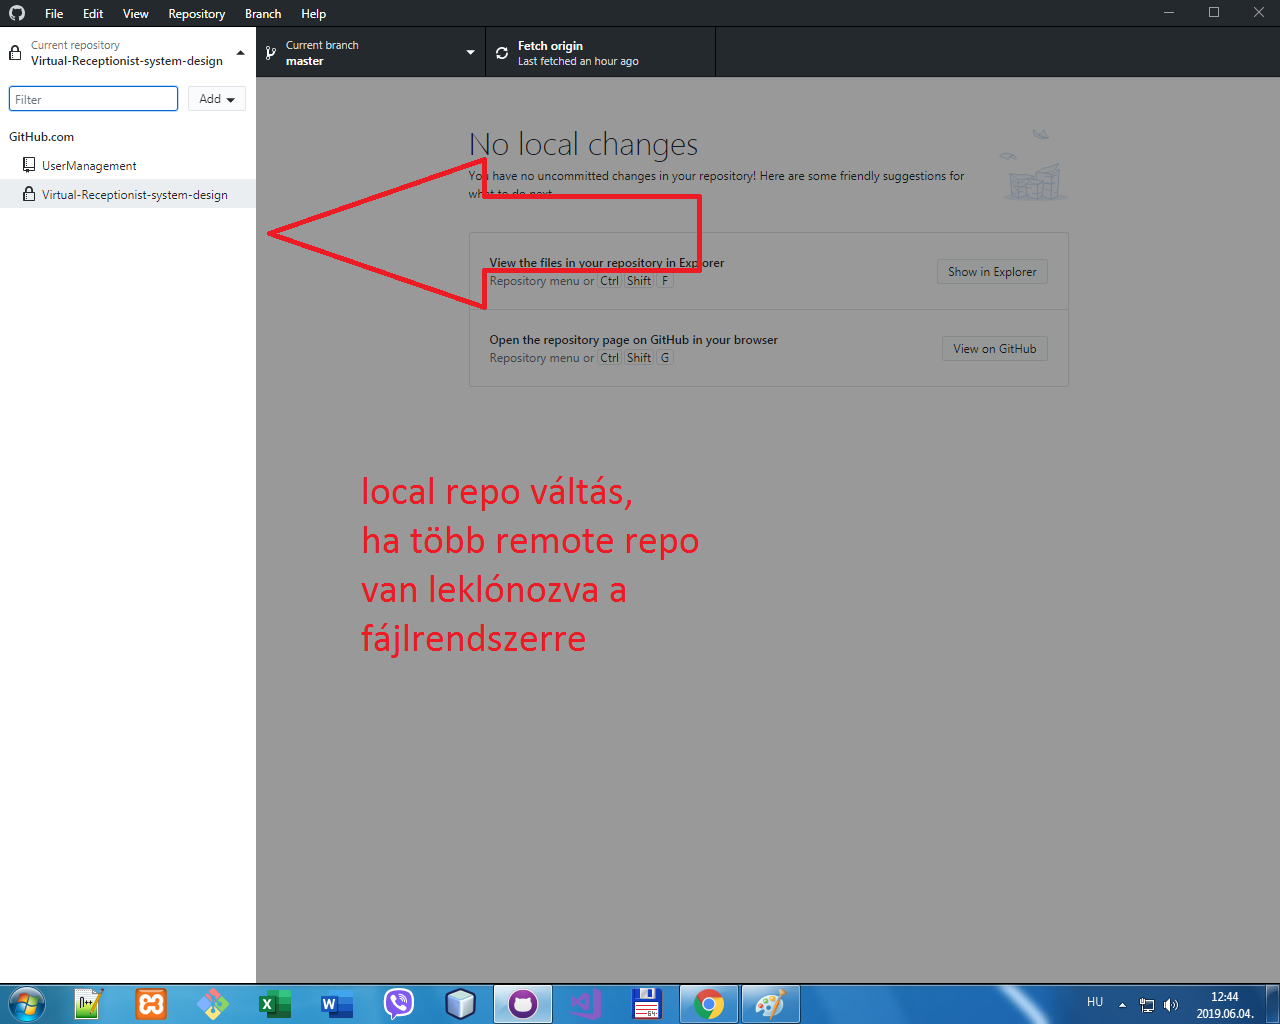 File Edit View Repository Branch Help
Current repository
Virtual-Receptionist-system-design
Current branch
master
Fetch origin
Last fetched an hour ago
Filter
Add
GitHub.com
UserManagement
Virtual-Receptionist-system-design
No local changes
You have no uncommitted changes in your repository! Here are some friendly suggestions for
what to do next.
View the files in your repository in Explorer
Repository menu or Ctrl Shift F
Show in Explorer
Open the repository page on GitHub in your browser
Repository menu or Ctrl Shift G
View on GitHub
local repo váltás,
ha több remote repo
van leklónozva a
fájlrendszerre
HU
12:44
2019.06.04.